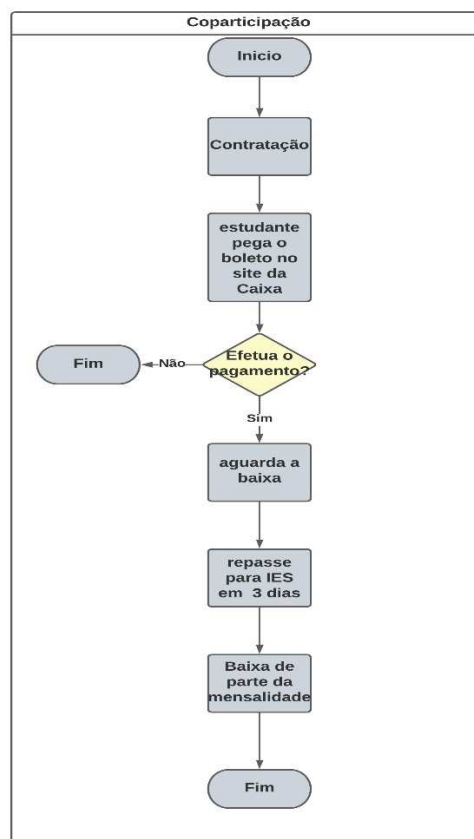 Coparticipação
Inicio
Contratação
estudante
pega o
boleto no
site da
Caixa
Efetua o
pagamento?
Não
Fim
Sim
aguarda a
baixa
repasse
para IES
em 3 dias
Baixa de
parte da
mensalidade
Fim